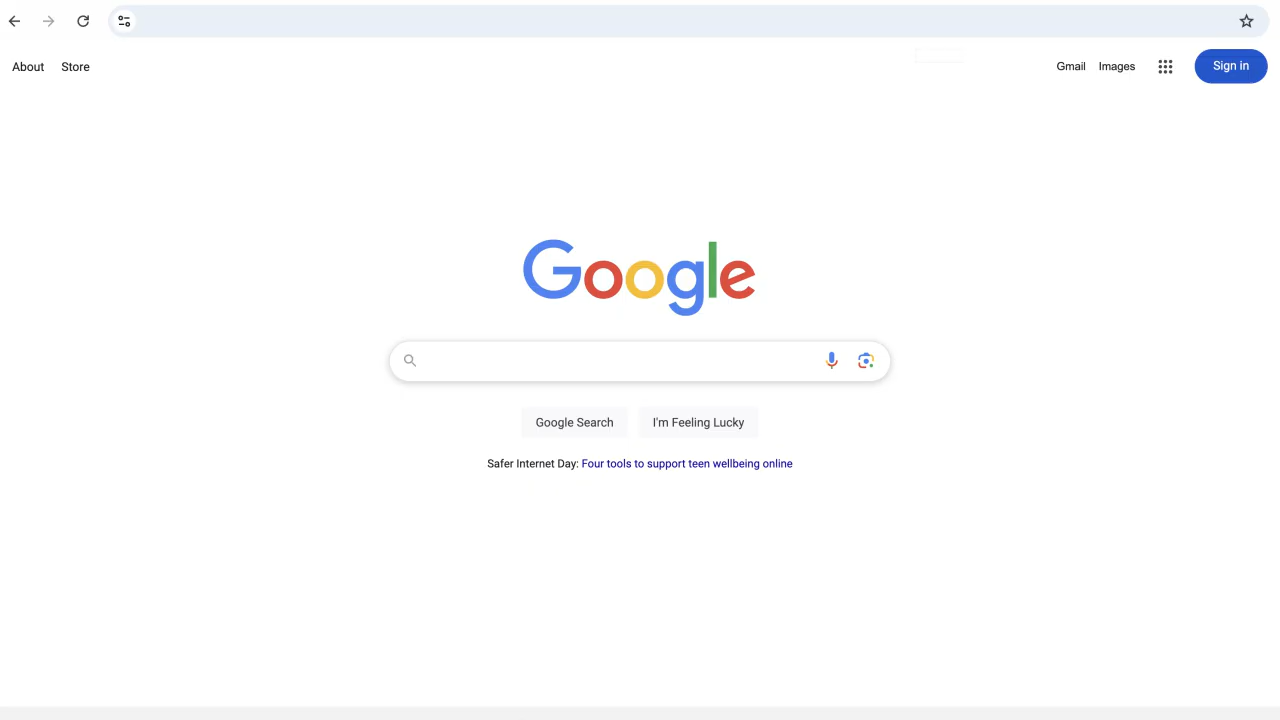 About Store
Gmail Images Sign in
Google
Google Search I'm Feeling Lucky
Safer Internet Day: Four tools to support teen wellbeing online